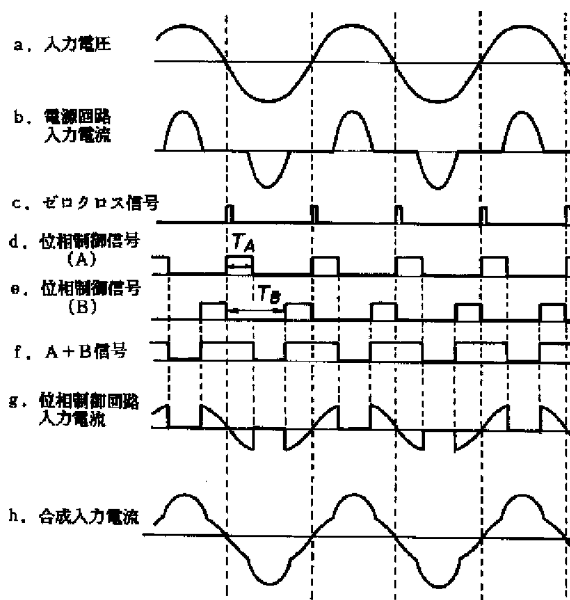 a．入力電圧
b．電源回路
入力電流
c．ゼロクロス信号
d．位相制御信号
(A)
TA
e．位相制御信号
(B)
TB
f．A＋B信号
g．位相制御回路
入力電流
h．合成入力電流